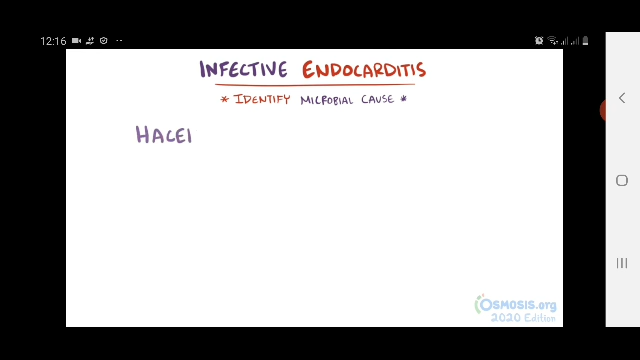 12:16
INFECTIVE ENDOCARDITIS
* IDENTIFY MICROBIAL CAUSE *
HACEI
OSMOSIS.org
2020 Edition